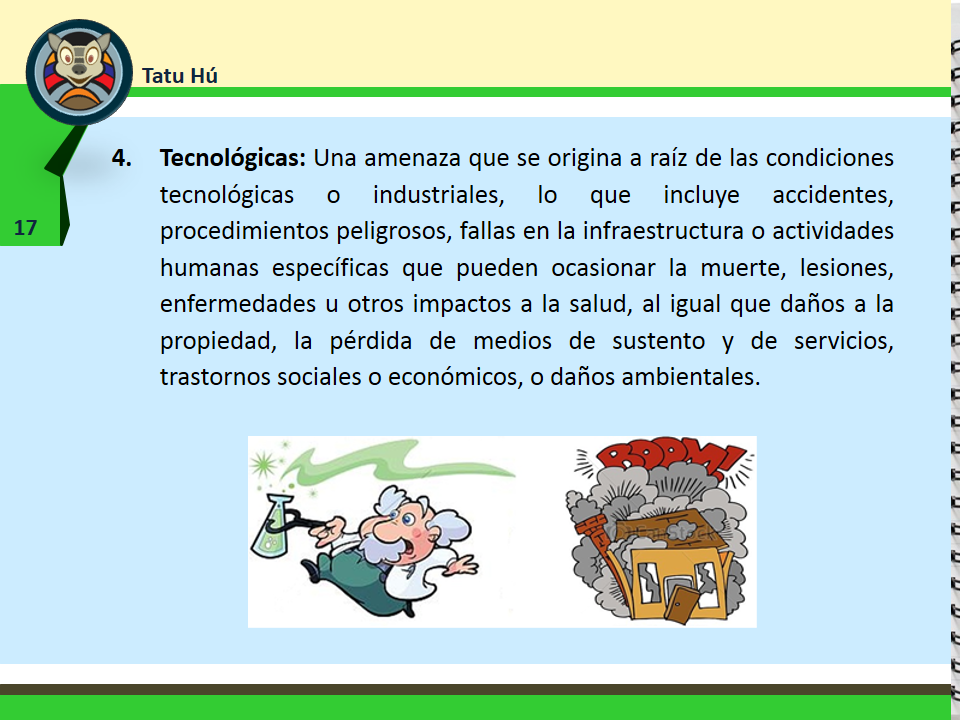 Tatu Hú
4. Tecnológicas: Una amenaza que se origina a raíz de las condiciones
tecnológicas o industriales, lo que incluye accidentes,
procedimientos peligrosos, fallas en la infraestructura o actividades
humanas específicas que pueden ocasionar la muerte, lesiones,
enfermedades u otros impactos a la salud, al igual que daños a la
propiedad, la pérdida de medios de sustento y de servicios,
trastornos sociales o económicos, o daños ambientales.
17
BOOM!